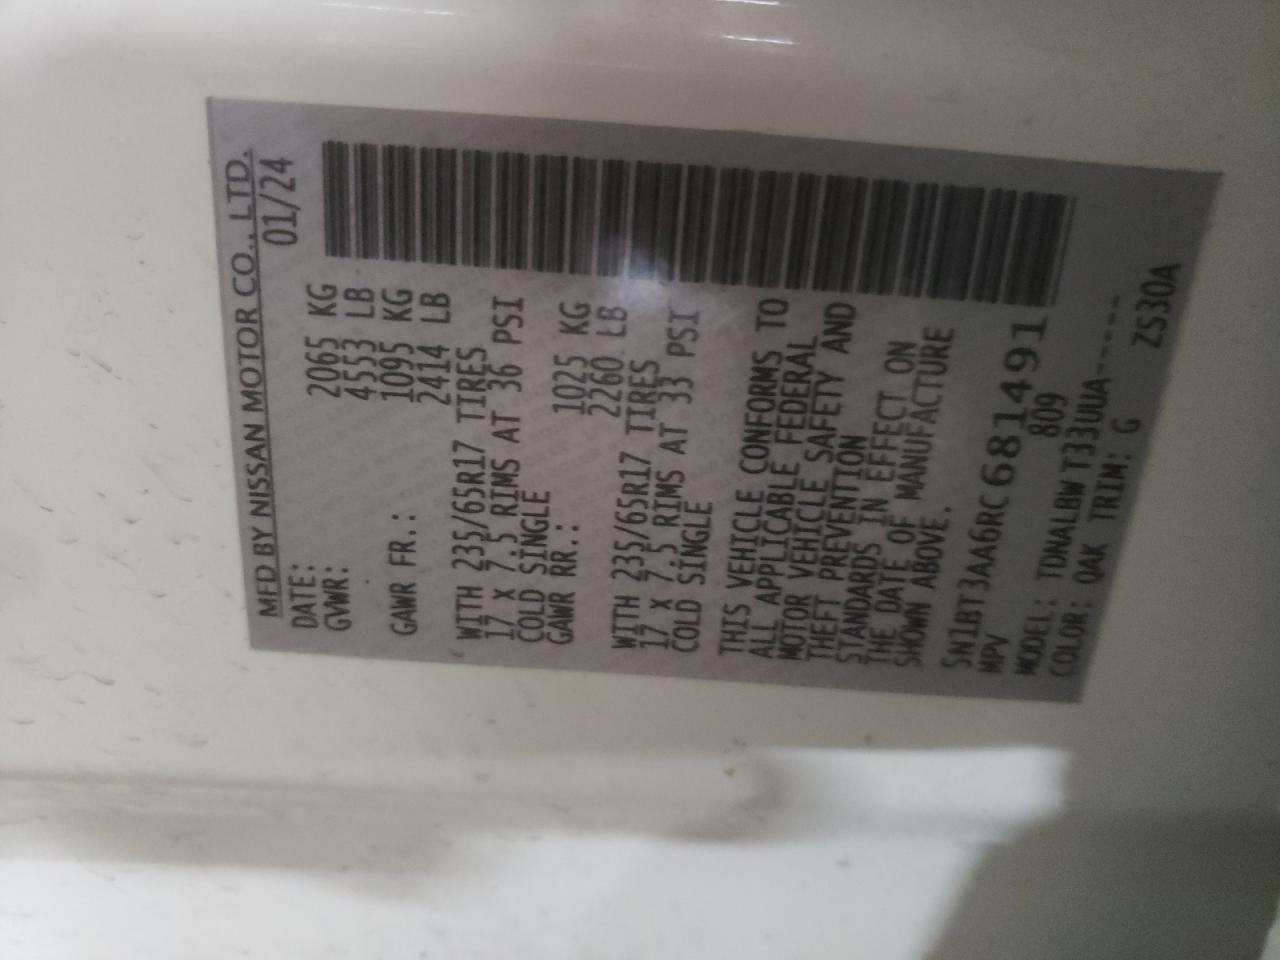 MFD BY NISSAN MOTOR CO., LTD.
DATE: 01/24
GVWR: 2065 KG
4553 LB
GAWR FR.: 1095 KG
2414 LB
WITH 235/65R17 TIRES
17 X 7.5 RIMS AT 36 PSI
COLD SINGLE
GAWR RR.: 1025 KG
2260 LB
WITH 235/65R17 TIRES
17 X 7.5 RIMS AT 33 PSI
COLD SINGLE
THIS VEHICLE CONFORMS TO
ALL APPLICABLE FEDERAL
MOTOR VEHICLE SAFETY AND
THEFT PREVENTION
STANDARDS IN EFFECT ON
THE DATE OF MANUFACTURE
SHOWN ABOVE.
5N1BT3AA6RC681491
MPV 809
MODEL: TDNALBWT33UUA-----
COLOR: QAK TRIM: G ZS30A